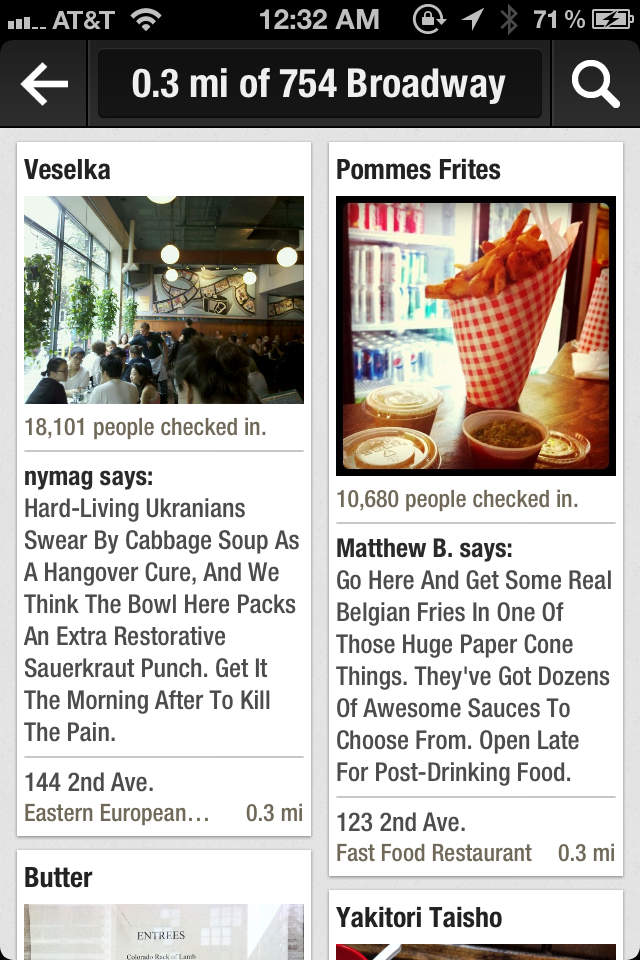 AT&T 12:32 AM 71 %
0.3 mi of 754 Broadway
Veselka
18,101 people checked in.
nymag says:
Hard-Living Ukranians
Swear By Cabbage Soup As
A Hangover Cure, And We
Think The Bowl Here Packs
An Extra Restorative
Sauerkraut Punch. Get It
The Morning After To Kill
The Pain.
144 2nd Ave.
Eastern European… 0.3 mi
Butter
ENTREES
Colorado Rack of Lamb
Pommes Frites
10,680 people checked in.
Matthew B. says:
Go Here And Get Some Real
Belgian Fries In One Of
Those Huge Paper Cone
Things. They've Got Dozens
Of Awesome Sauces To
Choose From. Open Late
For Post-Drinking Food.
123 2nd Ave.
Fast Food Restaurant 0.3 mi
Yakitori Taisho